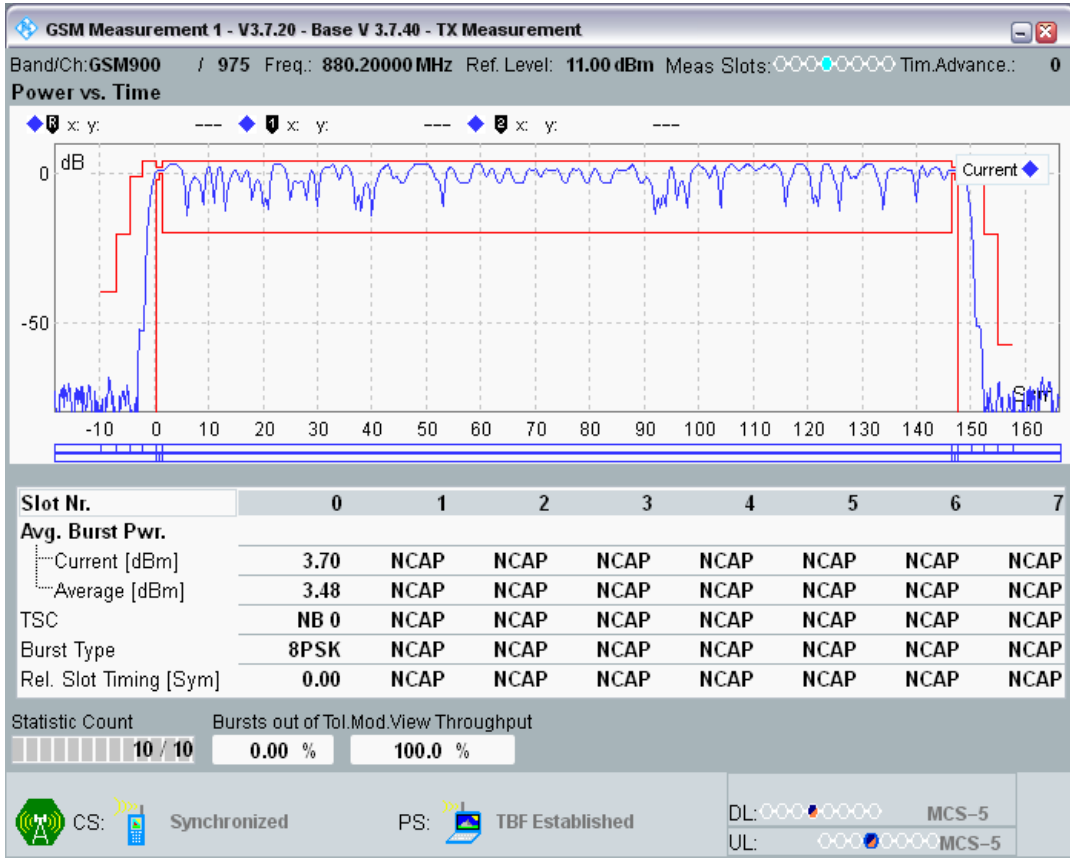 GSM Measurement 1 - V3.7.20 - Base V 3.7.40 - TX Measurement
Band/Ch:GSM900 / 975 Freq.: 880.20000 MHz Ref. Level: 11.00 dBm Meas Slots: Tim.Advance.: 0
Power vs. Time
R x: y: --- 1 x: y: --- 2 x: y: ---
dB
Current
0
-50
Sym
-10 0 10 20 30 40 50 60 70 80 90 100 110 120 130 140 150 160
Slot Nr. 0 1 2 3 4 5 6 7
Avg. Burst Pwr.
Current [dBm] 3.70 NCAP NCAP NCAP NCAP NCAP NCAP NCAP
Average [dBm] 3.48 NCAP NCAP NCAP NCAP NCAP NCAP NCAP
TSC NB 0 NCAP NCAP NCAP NCAP NCAP NCAP NCAP
Burst Type 8PSK NCAP NCAP NCAP NCAP NCAP NCAP NCAP
Rel. Slot Timing [Sym] 0.00 NCAP NCAP NCAP NCAP NCAP NCAP NCAP
Statistic Count Bursts out of Tol.Mod.View Throughput
10 / 10 0.00 % 100.0 %
CS: Synchronized PS: TBF Established DL: MCS-5
UL: MCS-5